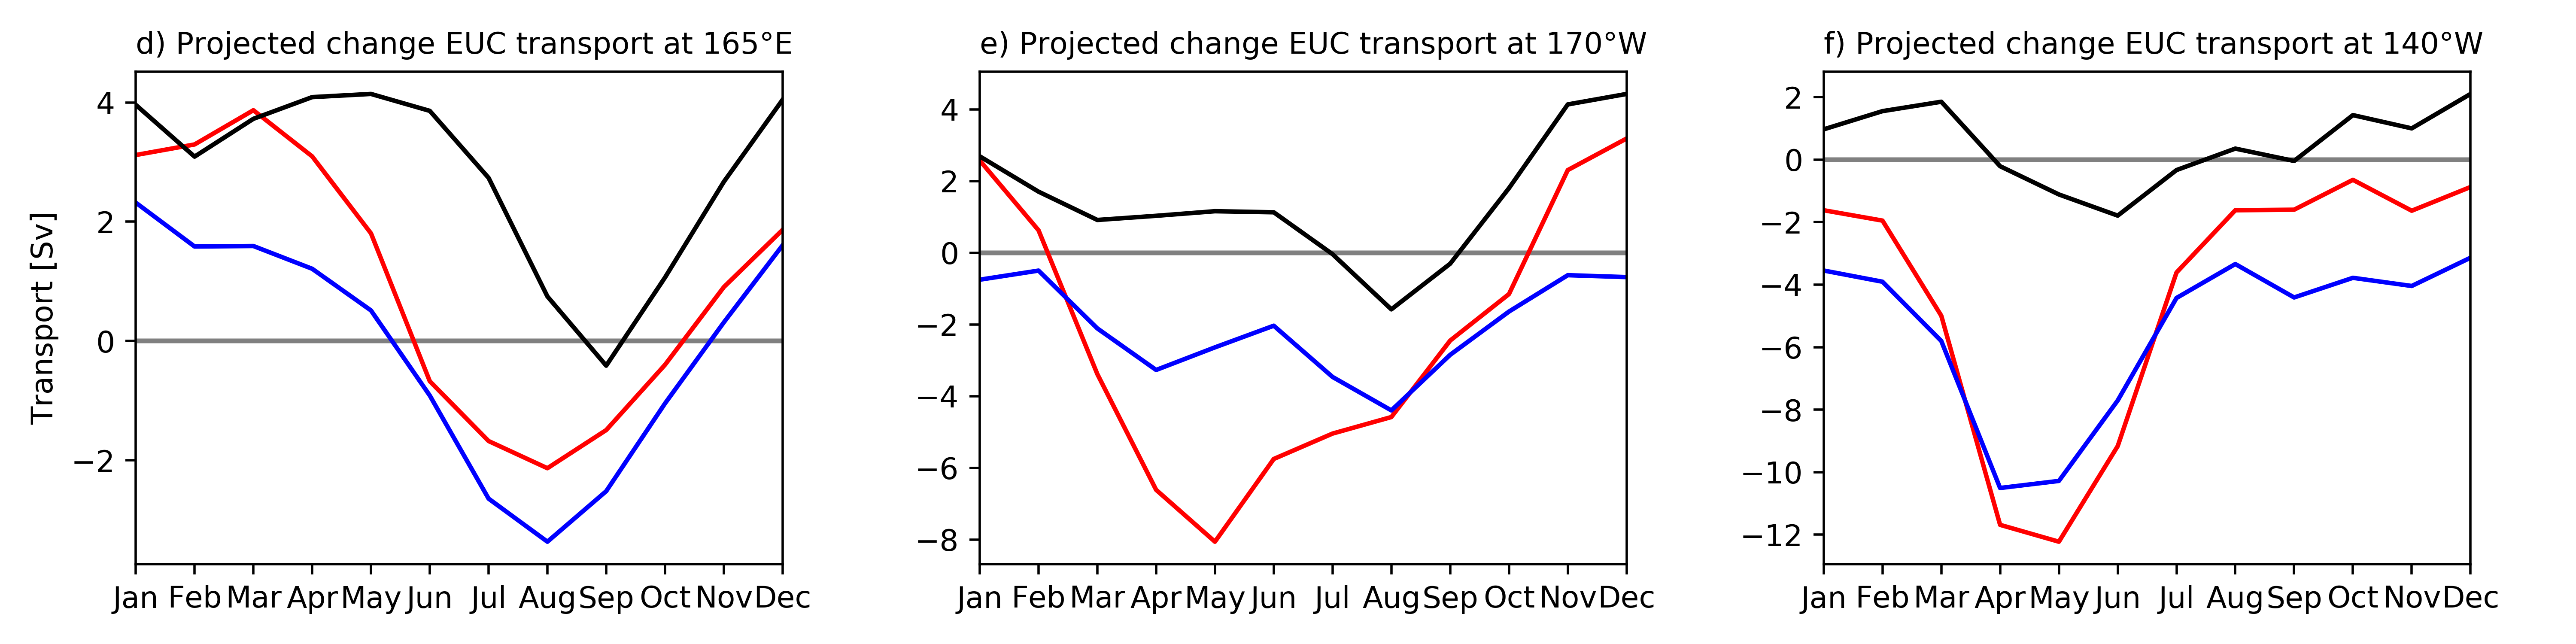 d) Projected change EUC transport at 165°E
e) Projected change EUC transport at 170°W
f) Projected change EUC transport at 140°W
Transport [Sv]
4
2
0
−2
Jan Feb Mar Apr May Jun Jul Aug Sep Oct Nov Dec
4
2
0
−2
−4
−6
−8
Jan Feb Mar Apr May Jun Jul Aug Sep Oct Nov Dec
2
0
−2
−4
−6
−8
−10
−12
Jan Feb Mar Apr May Jun Jul Aug Sep Oct Nov Dec